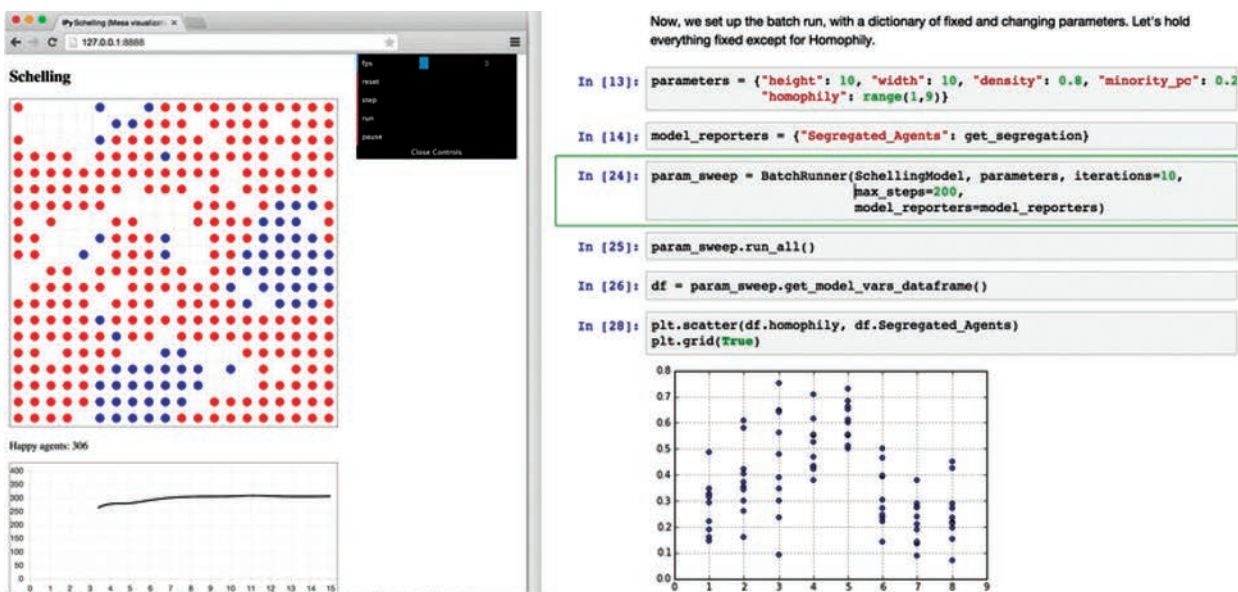 IPy Schelling (Mesa visualizati
127.0.0.1:8888
Schelling
fps 3
reset
step
run
pause
Close Controls
Happy agents: 306
400
350
300
250
200
150
100
50
0
0 1 2 3 4 5 6 7 8 9 10 11 12 13 14 15
Now, we set up the batch run, with a dictionary of fixed and changing parameters. Let's hold
everything fixed except for Homophily.
In [13]: parameters = {"height": 10, "width": 10, "density": 0.8, "minority_pc": 0.2
"homophily": range(1,9)}
In [14]: model_reporters = {"Segregated_Agents": get_segregation}
In [24]: param_sweep = BatchRunner(SchellingModel, parameters, iterations=10,
max_steps=200,
model_reporters=model_reporters)
In [25]: param_sweep.run_all()
In [26]: df = param_sweep.get_model_vars_dataframe()
In [28]: plt.scatter(df.homophily, df.Segregated_Agents)
plt.grid(True)
0.8
0.7
0.6
0.5
0.4
0.3
0.2
0.1
0.0
0 1 2 3 4 5 6 7 8 9